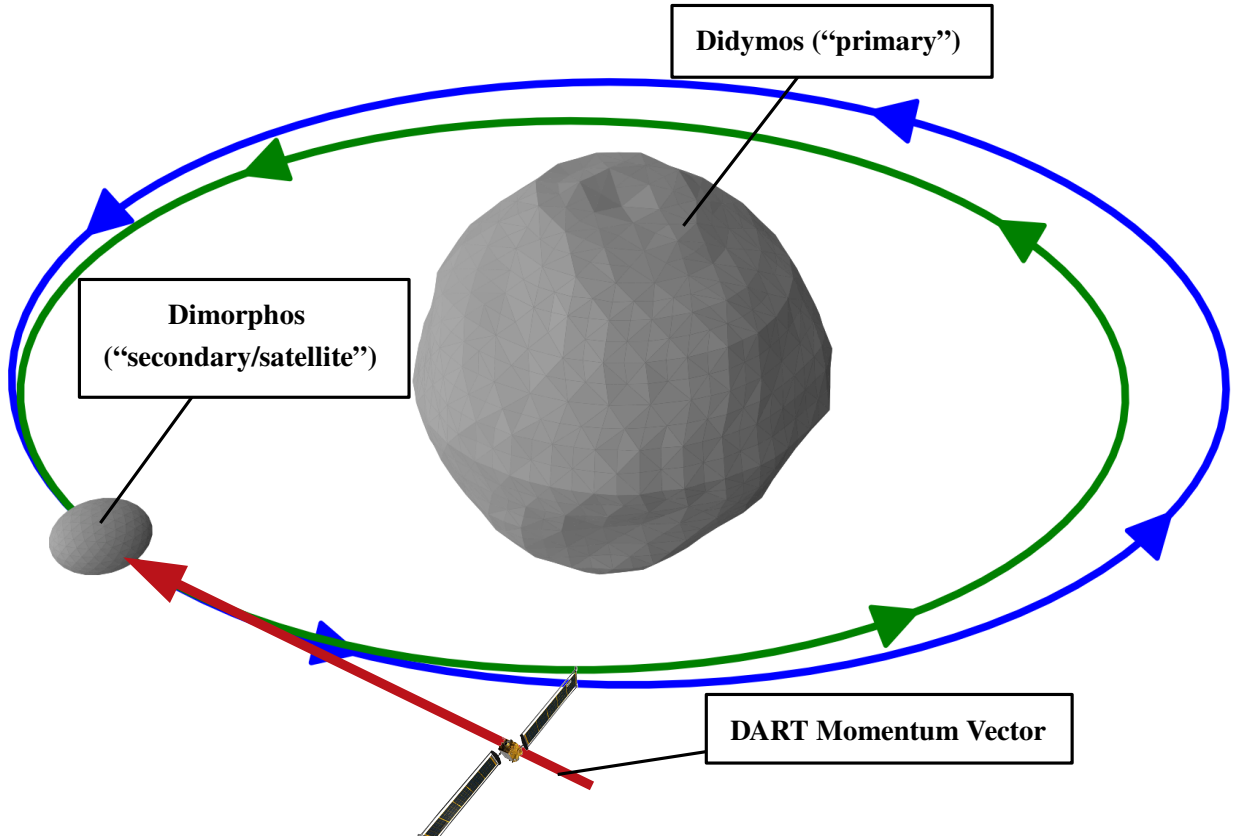 Didymos (“primary”)
Dimorphos
(“secondary/satellite”)
DART Momentum Vector